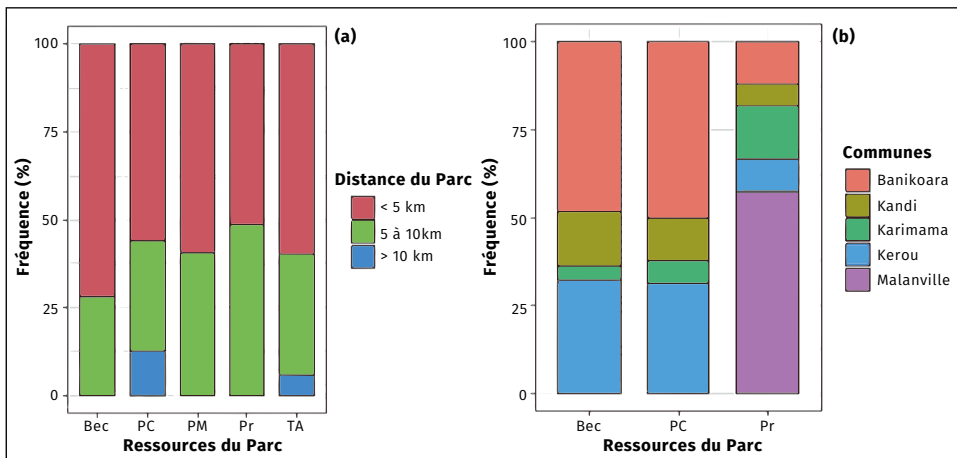 (a)
Fréquence (%)
100
75
50
25
0
Bec PC PM Pr TA
Ressources du Parc
Distance du Parc
< 5 km
5 à 10km
> 10 km
(b)
Fréquence (%)
100
75
50
25
0
Bec PC Pr
Ressources du Parc
Communes
Banikoara
Kandi
Karimama
Kerou
Malanville